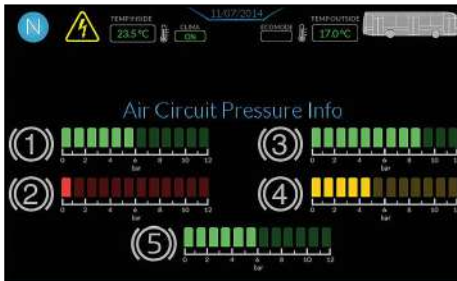 11/07/2014
N
TEMP INSIDE
23.5 °C
CLIMA
ON
ECOMODE
TEMP OUTSIDE
17.0 °C
Air Circuit Pressure Info
1
0 2 4 6 8 10 12
bar
3
0 2 4 6 8 10 12
bar
2
0 2 4 6 8 10 12
bar
4
0 2 4 6 8 10 12
bar
5
0 2 4 6 8 10 12
bar